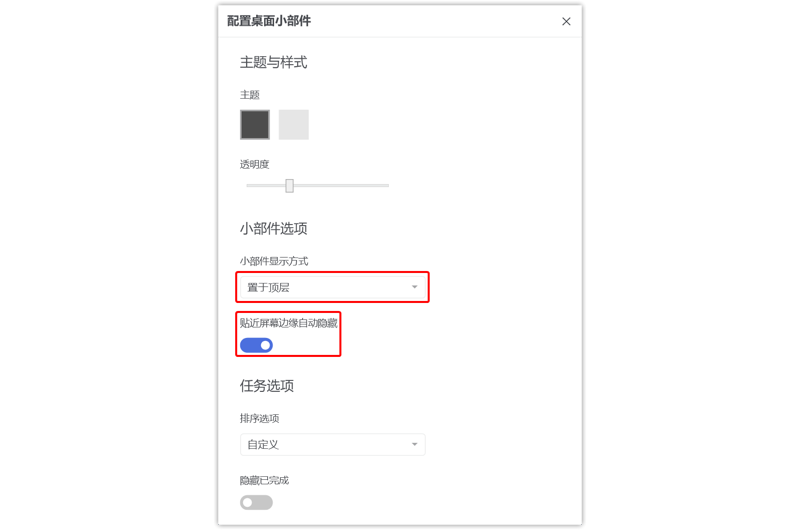 配置桌面小部件
主题与样式
主题
透明度
小部件选项
小部件显示方式
置于顶层
贴近屏幕边缘自动隐藏
任务选项
排序选项
自定义
隐藏已完成